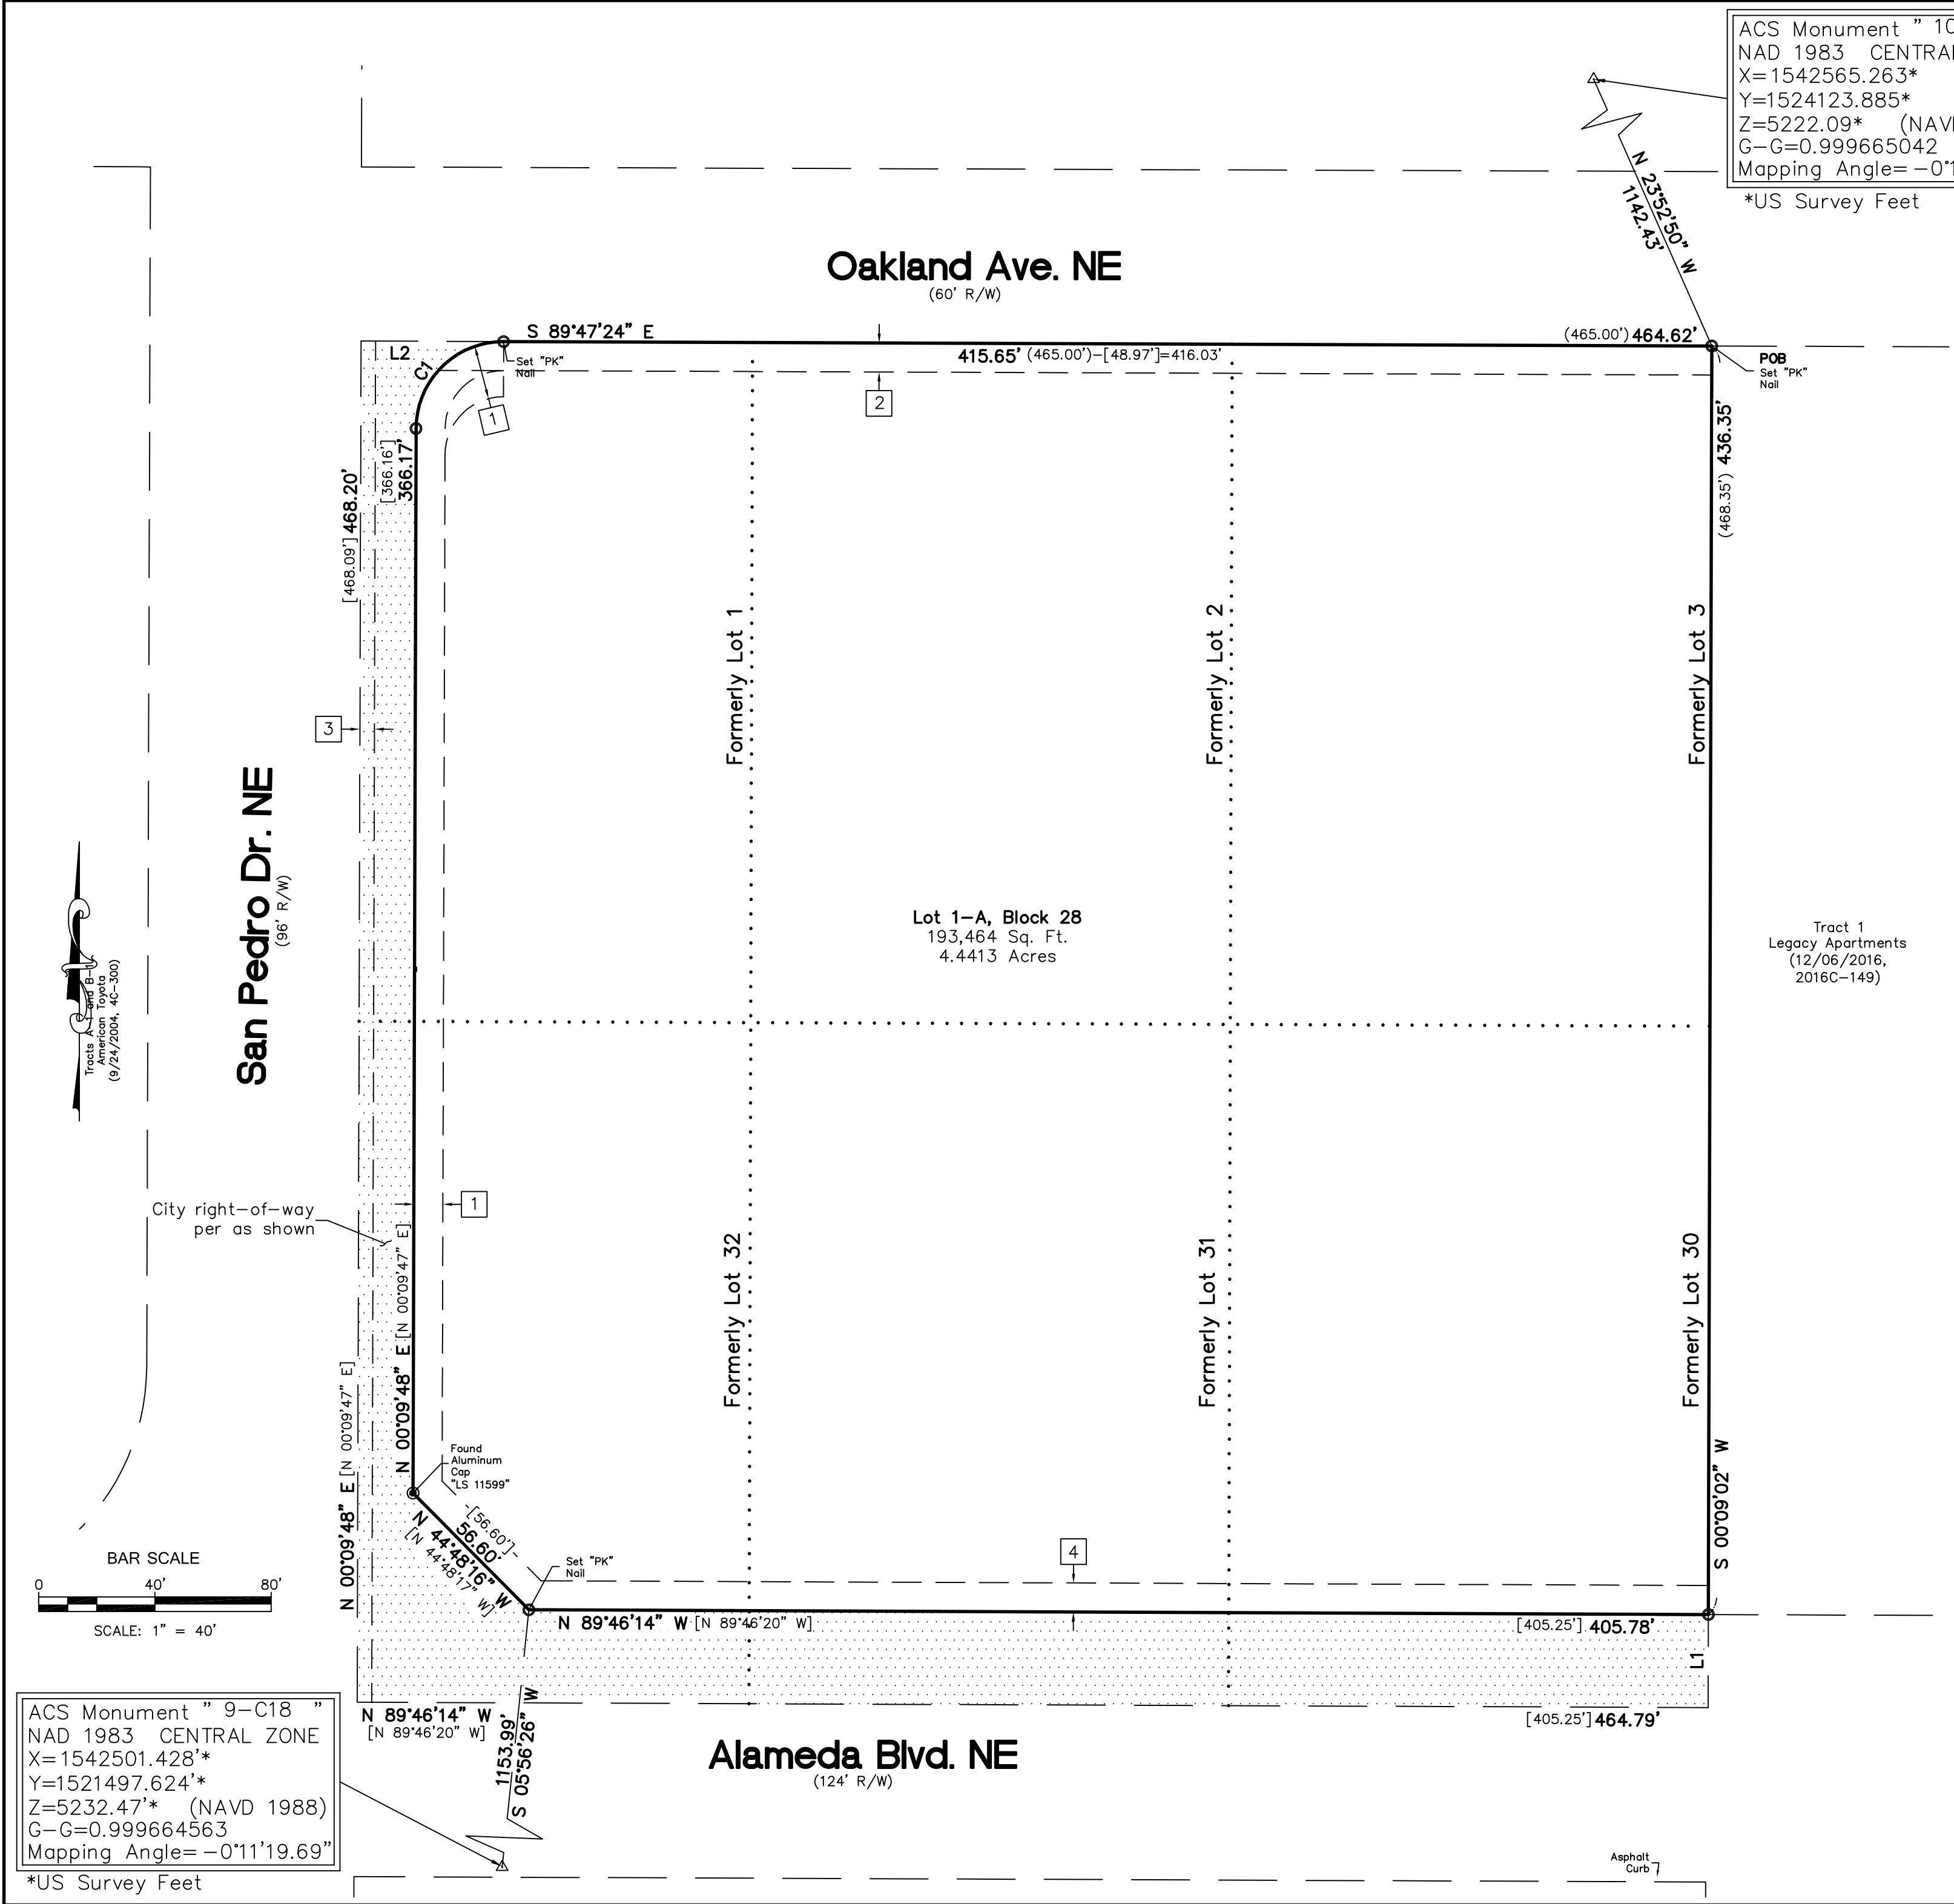 ACS Monument " 10
NAD 1983 CENTRAL
X=1542565.263*
Y=1524123.885*
Z=5222.09* (NAV
G-G=0.999665042
Mapping Angle= -0°1
*US Survey Feet
N 23°52'50" W
1142.43'
Oakland Ave. NE
(60' R/W)
S 89°47'24" E
(465.00') 464.62'
L2
C1
Set "PK"
Nail
415.65' (465.00')-[48.97']=416.03'
POB
Set "PK"
Nail
1
2
[366.16']
366.17'
[468.09'] 468.20'
(468.35') 436.35'
Formerly Lot 1
Formerly Lot 2
Formerly Lot 3
3
San Pedro Dr. NE
(96' R/W)
Lot 1-A, Block 28
193,464 Sq. Ft.
4.4413 Acres
Tract 1
Legacy Apartments
(12/06/2016,
2016C-149)
Tracts A-1 and B-1
American Toyota
(9/24/2004, 4C-300)
City right-of-way
per as shown
1
N 00°09'48" E [N 00°09'47" E]
N 00°09'48" E [N 00°09'47" E]
Formerly Lot 32
Formerly Lot 31
Formerly Lot 30
Found
Aluminum
Cap
"LS 11599"
[56.60']
56.60'
N 44°48'16" W
[N 44°48'17" W]
S 00°09'02" W
4
Set "PK"
Nail
BAR SCALE
0 40' 80'
SCALE: 1" = 40'
N 89°46'14" W [N 89°46'20" W]
[405.25'] 405.78'
L1
N 89°46'14" W
[N 89°46'20" W]
[405.25'] 464.79'
1153.99'
S 05°56'26" W
Alameda Blvd. NE
(124' R/W)
ACS Monument " 9-C18 "
NAD 1983 CENTRAL ZONE
X=1542501.428'*
Y=1521497.624'*
Z=5232.47'* (NAVD 1988)
G-G=0.999664563
Mapping Angle= -0°11'19.69"
*US Survey Feet
Asphalt
Curb